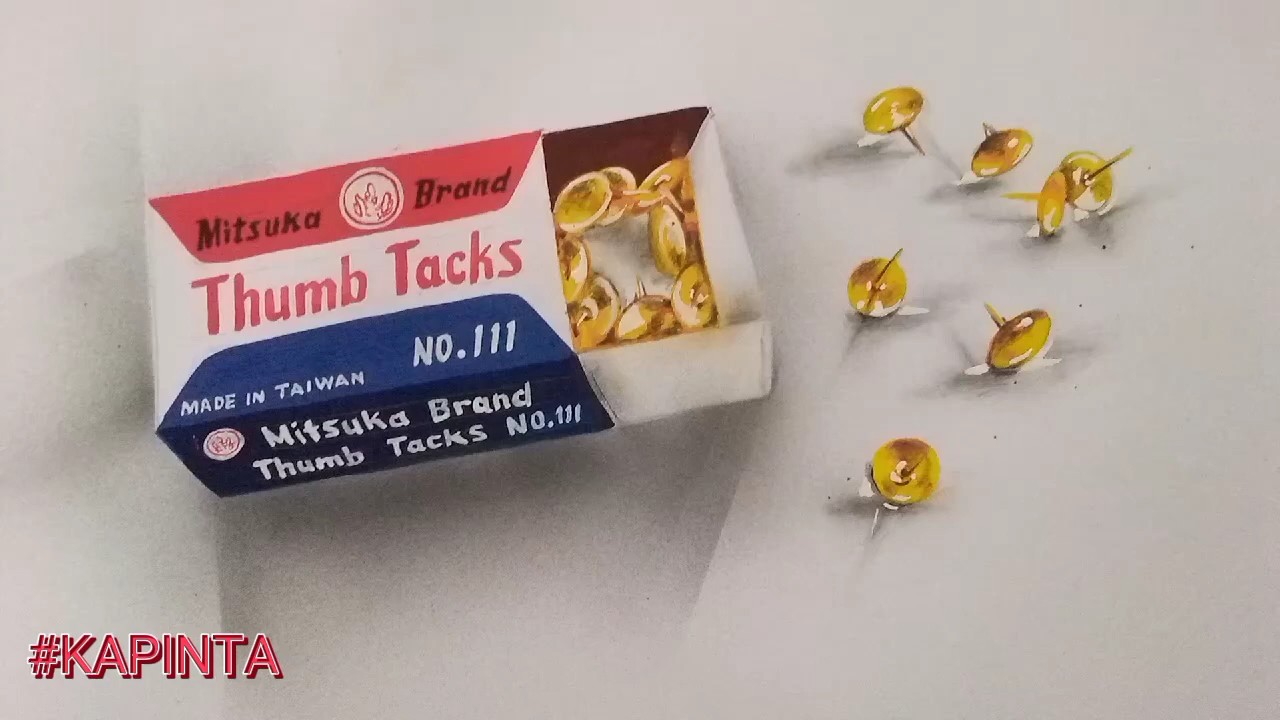 Mitsuka Brand
Thumb Tacks
NO.111
MADE IN TAIWAN
Mitsuka Brand
Thumb Tacks NO.111
#KAPINTA